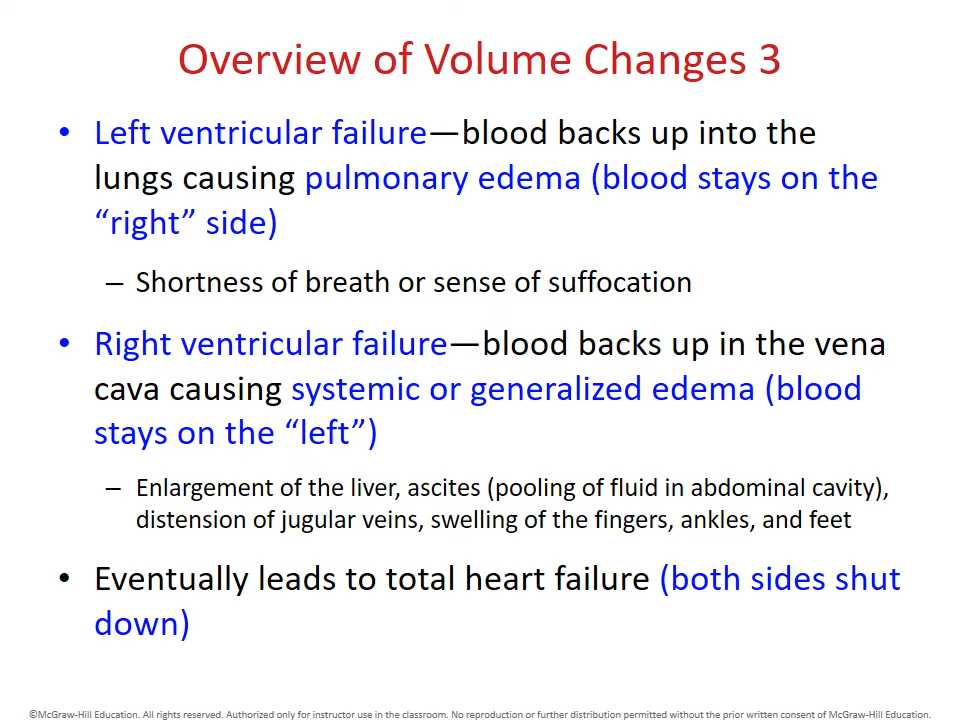 Overview of Volume Changes 3
• Left ventricular failure—blood backs up into the
lungs causing pulmonary edema (blood stays on the
“right” side)
– Shortness of breath or sense of suffocation
• Right ventricular failure—blood backs up in the vena
cava causing systemic or generalized edema (blood
stays on the “left”)
– Enlargement of the liver, ascites (pooling of fluid in abdominal cavity),
distension of jugular veins, swelling of the fingers, ankles, and feet
• Eventually leads to total heart failure (both sides shut
down)
©McGraw-Hill Education. All rights reserved. Authorized only for instructor use in the classroom. No reproduction or further distribution permitted without the prior written consent of McGraw-Hill Education.